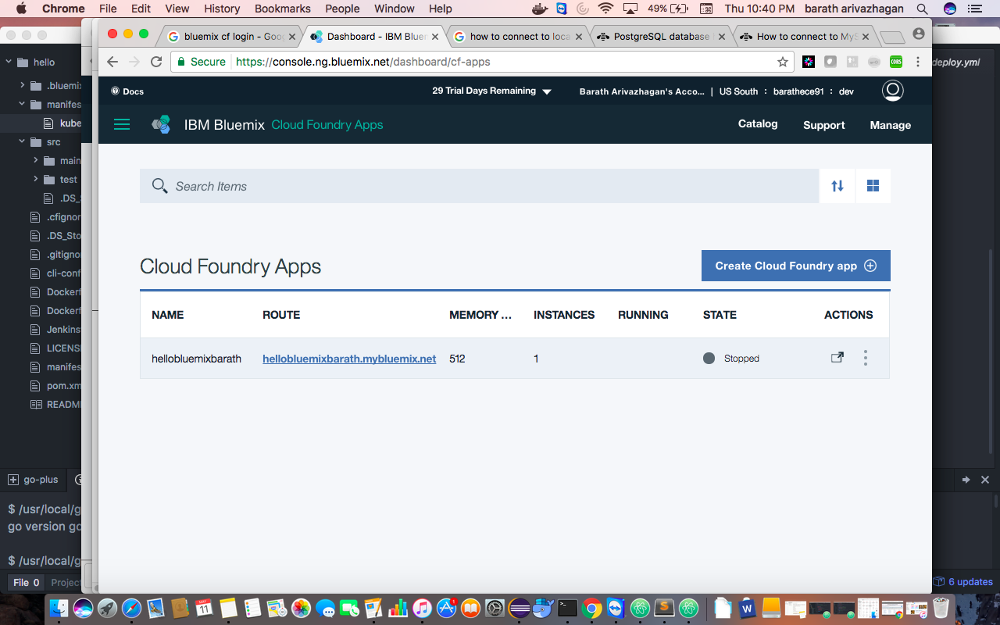 Chrome File Edit View History Bookmarks People Window Help 49% Thu 10:40 PM barath arivazhagan
bluemix cf login - Goo
Dashboard - IBM Bluer
how to connect to loca
PostgreSQL database
How to connect to MyS
Secure https://console.ng.bluemix.net/dashboard/cf-apps
CORS
deploy.yml
Docs 29 Trial Days Remaining Barath Arivazhagan's Acco... | US South : barathece91 : dev
IBM Bluemix Cloud Foundry Apps Catalog Support Manage
Search Items
Cloud Foundry Apps Create Cloud Foundry app
NAME ROUTE MEMORY ... INSTANCES RUNNING STATE ACTIONS
hellobluemixbarath hellobluemixbarath.mybluemix.net 512 1 Stopped
hello
.bluemix
manifes
kube
src
main
test
.DS_S
.cfignor
.DS_Sto
.gitignor
cli-conf
Dockerf
Dockerf
Jenkins
LICENS
manifes
pom.xm
README
go-plus
$ /usr/local/g
go version go
$ /usr/local/g
File 0 Project
6 updates